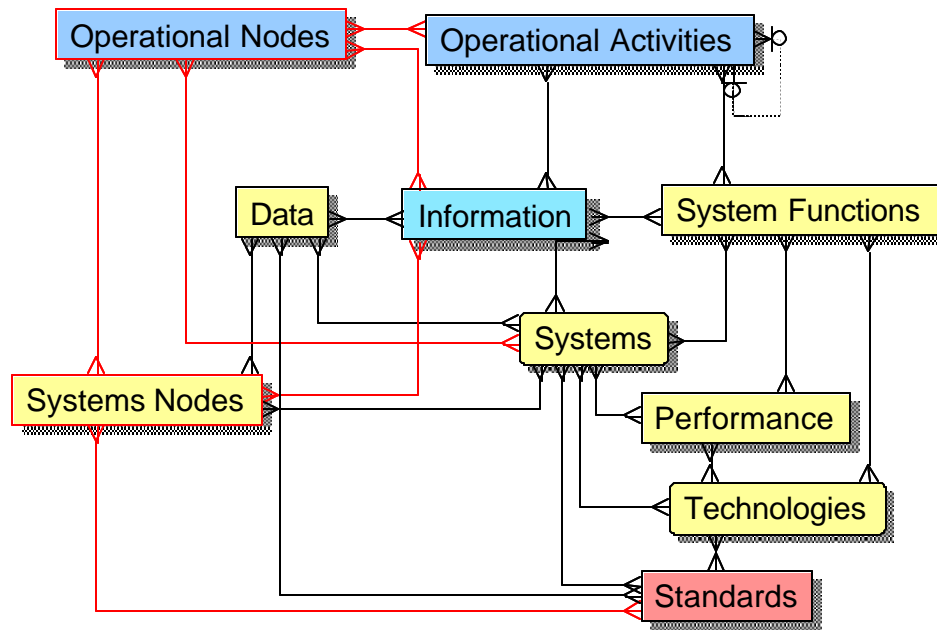 Operational Nodes
Operational Activities
Data
Information
System Functions
Systems
Systems Nodes
Performance
Technologies
Standards